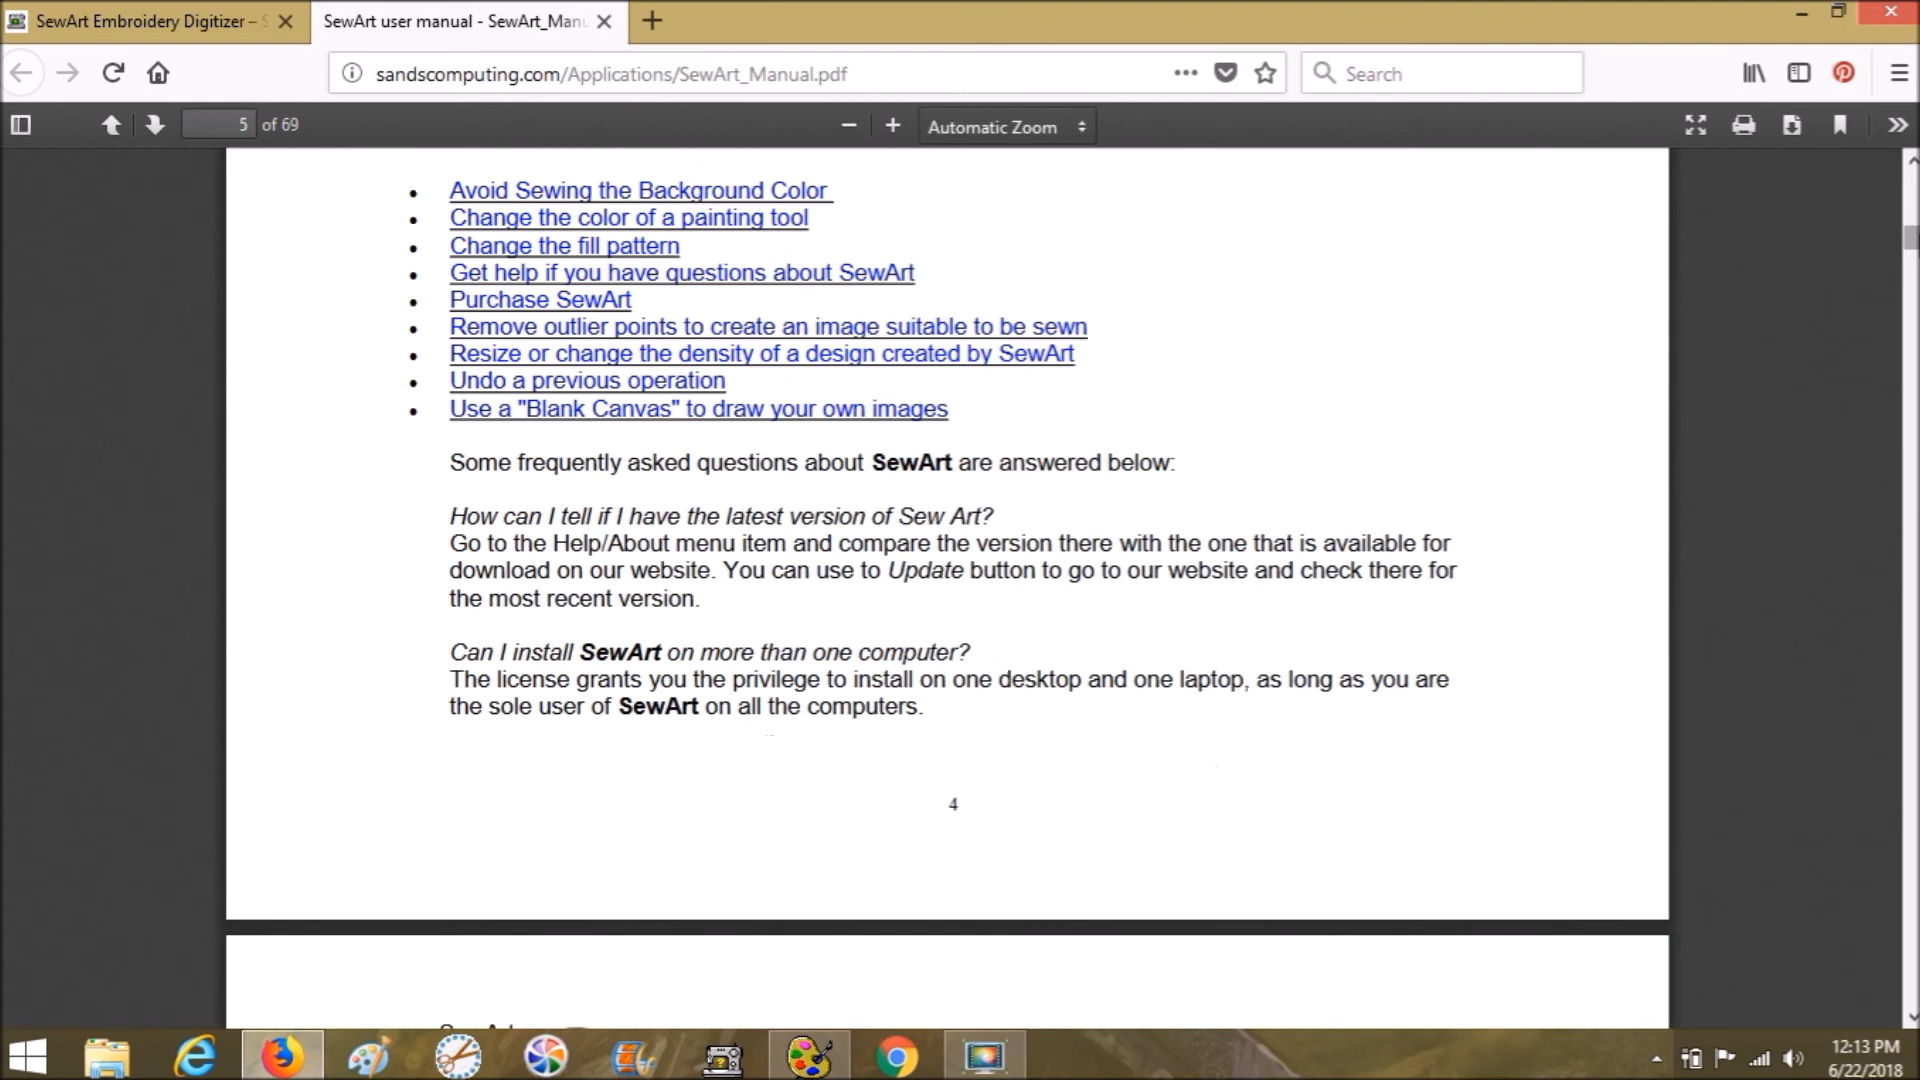 SewArt Embroidery Digitizer – S
SewArt user manual - SewArt_Manu
sandscomputing.com/Applications/SewArt_Manual.pdf
Search
5 of 69
Automatic Zoom
• Avoid Sewing the Background Color
• Change the color of a painting tool
• Change the fill pattern
• Get help if you have questions about SewArt
• Purchase SewArt
• Remove outlier points to create an image suitable to be sewn
• Resize or change the density of a design created by SewArt
• Undo a previous operation
• Use a "Blank Canvas" to draw your own images
Some frequently asked questions about SewArt are answered below:
How can I tell if I have the latest version of Sew Art?
Go to the Help/About menu item and compare the version there with the one that is available for
download on our website. You can use to Update button to go to our website and check there for
the most recent version.
Can I install SewArt on more than one computer?
The license grants you the privilege to install on one desktop and one laptop, as long as you are
the sole user of SewArt on all the computers.
4
12:13 PM
6/22/2018